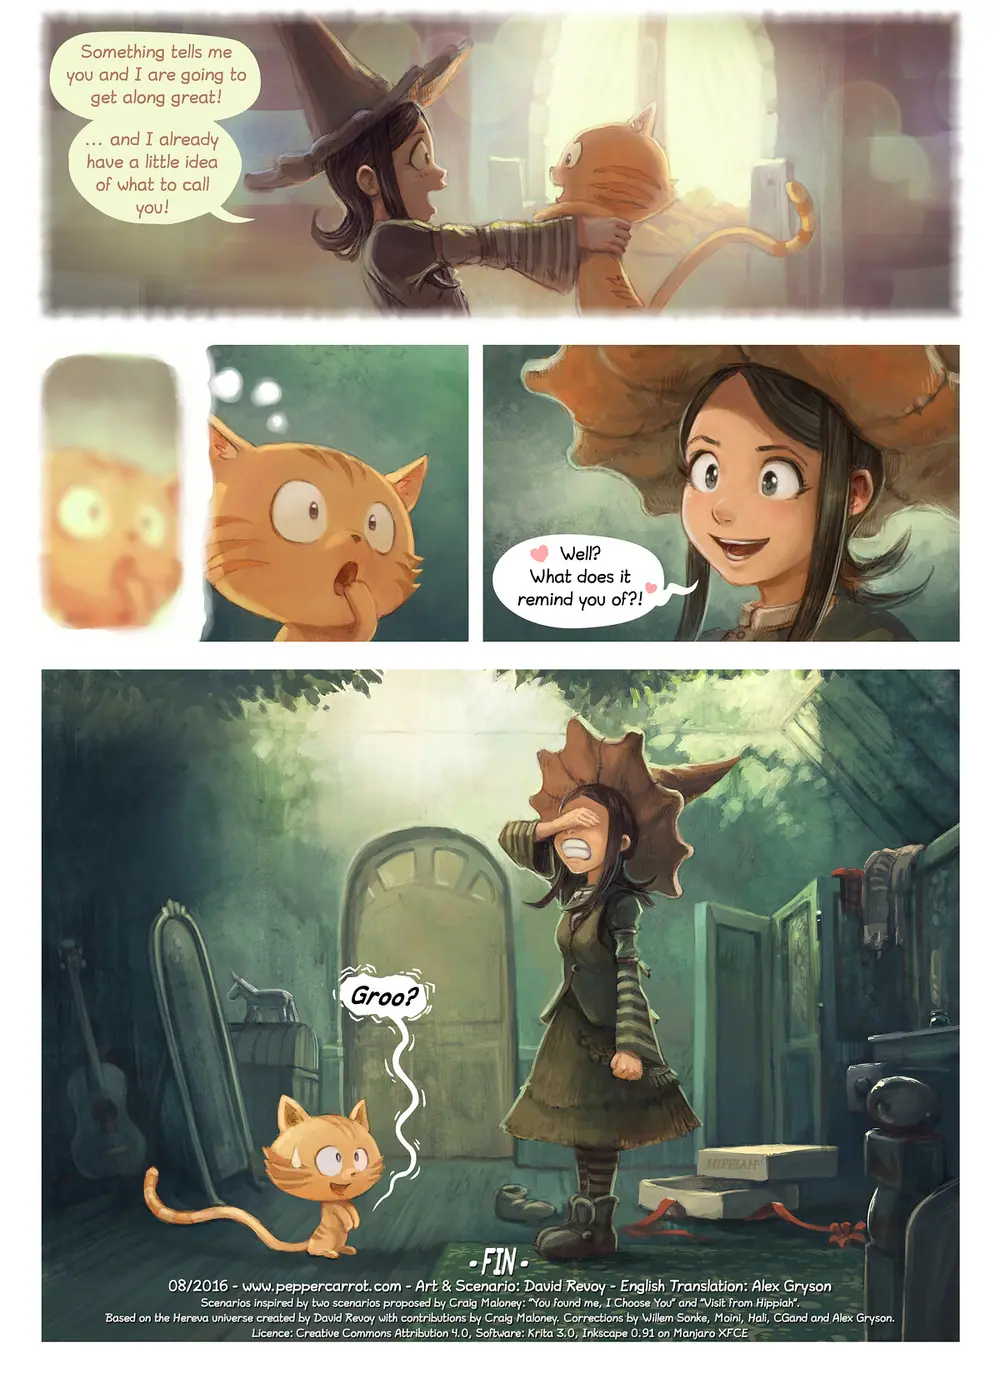 Something tells me
you and I are going to
get along great!
... and I already
have a little idea
of what to call
you!
Well?
What does it
remind you of?!
Groo?
HIPPIAH
- FIN -
08/2016 - www.peppercarrot.com - Art & Scenario: David Revoy - English Translation: Alex Gryson
Scenarios inspired by two scenarios proposed by Craig Maloney: "You found me, I Choose You" and "Visit from Hippiah".
Based on the Hereva universe created by David Revoy with contributions by Craig Maloney. Corrections by Willem Sonke, Moini, Hali, CGand and Alex Gryson.
Licence: Creative Commons Attribution 4.0, Software: Krita 3.0, Inkscape 0.91 on Manjaro XFCE